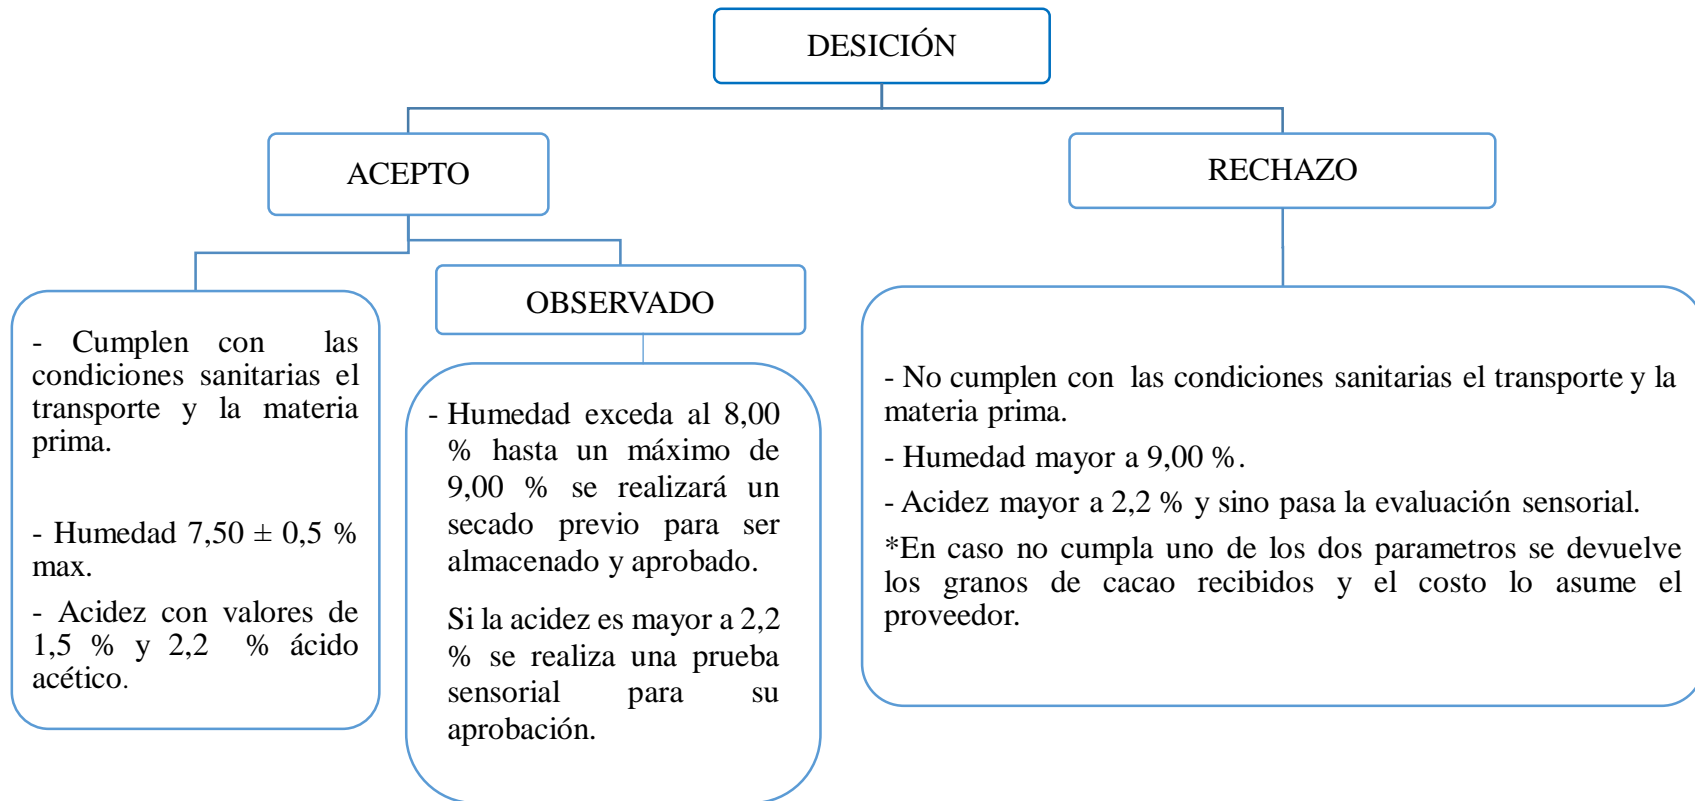 DESICIÓN
ACEPTO
RECHAZO
OBSERVADO
- Cumplen con las
condiciones sanitarias el
transporte y la materia
prima.
- Humedad 7,50 ± 0,5 %
max.
- Acidez con valores de
1,5 % y 2,2 % ácido
acético.
- Humedad exceda al 8,00
% hasta un máximo de
9,00 % se realizará un
secado previo para ser
almacenado y aprobado.
Si la acidez es mayor a 2,2
% se realiza una prueba
sensorial para su
aprobación.
- No cumplen con las condiciones sanitarias el transporte y la
materia prima.
- Humedad mayor a 9,00 %.
- Acidez mayor a 2,2 % y sino pasa la evaluación sensorial.
*En caso no cumpla uno de los dos parametros se devuelve
los granos de cacao recibidos y el costo lo asume el
proveedor.